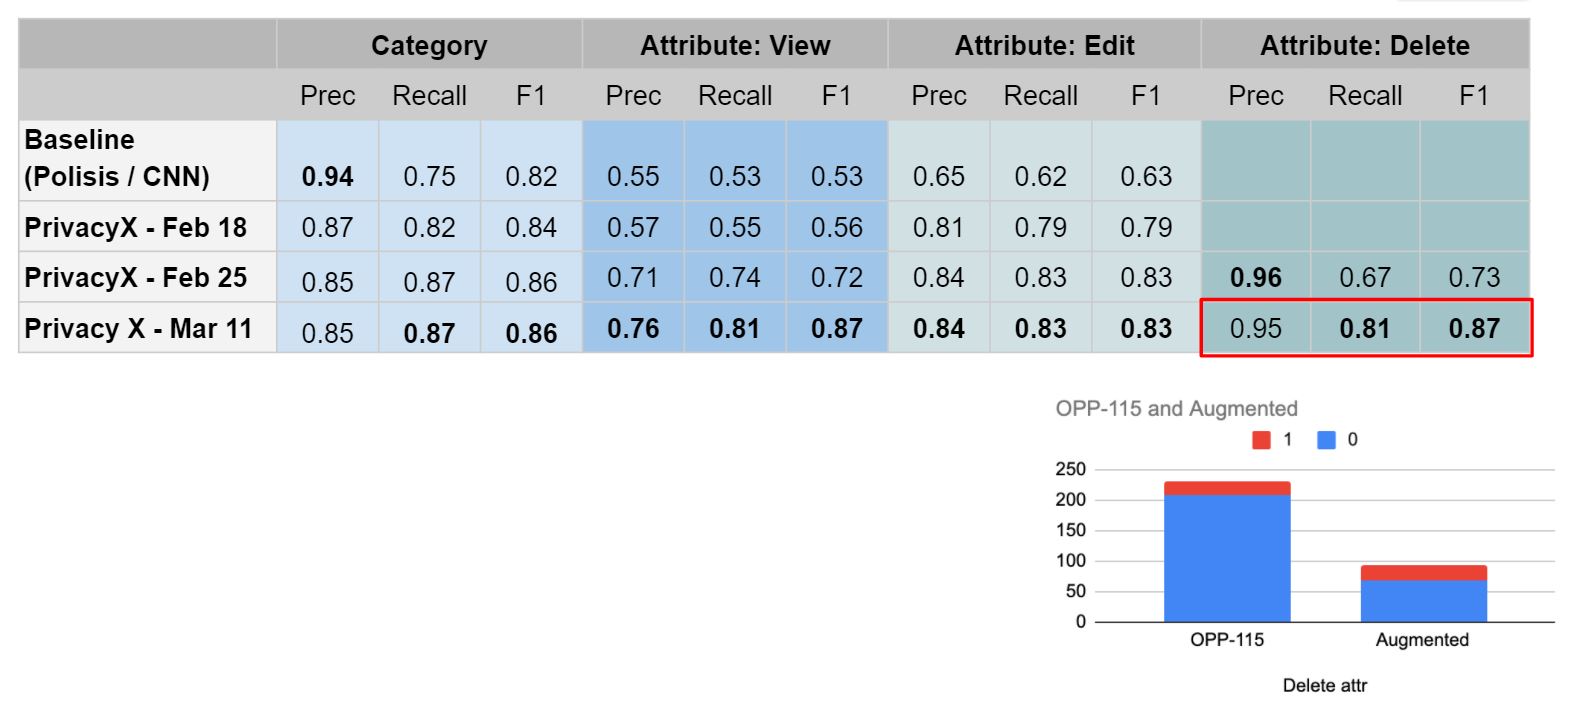 Category Attribute: View Attribute: Edit Attribute: Delete
Prec Recall F1 Prec Recall F1 Prec Recall F1 Prec Recall F1
Baseline
(Polisis / CNN) 0.94 0.75 0.82 0.55 0.53 0.53 0.65 0.62 0.63
PrivacyX - Feb 18 0.87 0.82 0.84 0.57 0.55 0.56 0.81 0.79 0.79
PrivacyX - Feb 25 0.85 0.87 0.86 0.71 0.74 0.72 0.84 0.83 0.83 0.96 0.67 0.73
Privacy X - Mar 11 0.85 0.87 0.86 0.76 0.81 0.87 0.84 0.83 0.83 0.95 0.81 0.87
OPP-115 and Augmented
1 0
250
200
150
100
50
0
OPP-115 Augmented
Delete attr